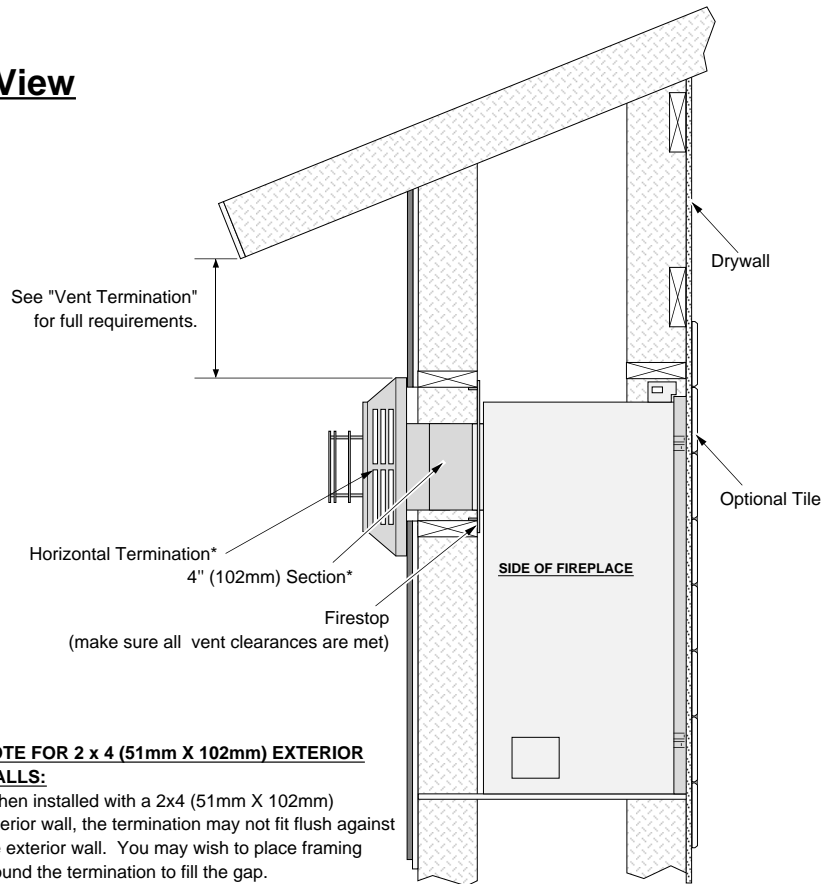 View
Drywall
See "Vent Termination"
for full requirements.
Optional Tile
Horizontal Termination*
4" (102mm) Section*
SIDE OF FIREPLACE
Firestop
(make sure all vent clearances are met)
OTE FOR 2 x 4 (51mm X 102mm) EXTERIOR
ALLS:
hen installed with a 2x4 (51mm X 102mm)
erior wall, the termination may not fit flush against
e exterior wall. You may wish to place framing
ound the termination to fill the gap.